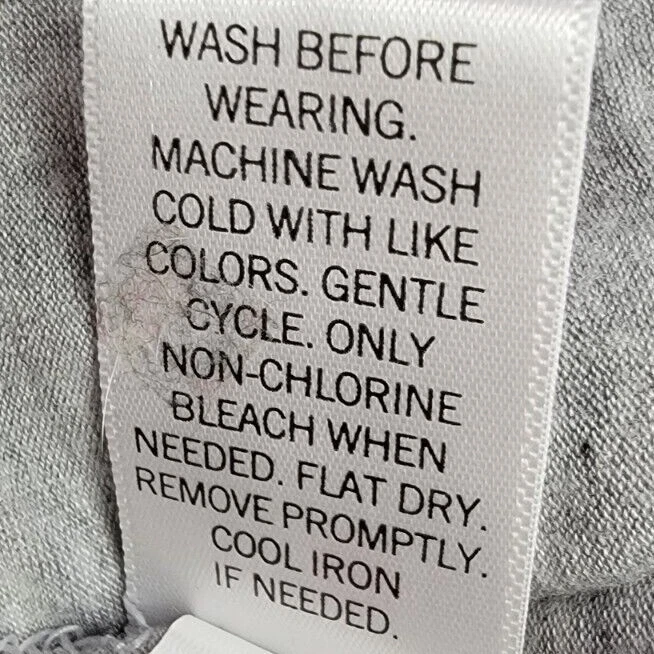 WASH BEFORE
WEARING.
MACHINE WASH
COLD WITH LIKE
COLORS. GENTLE
CYCLE. ONLY
NON-CHLORINE
BLEACH WHEN
NEEDED. FLAT DRY.
REMOVE PROMPTLY.
COOL IRON
IF NEEDED.